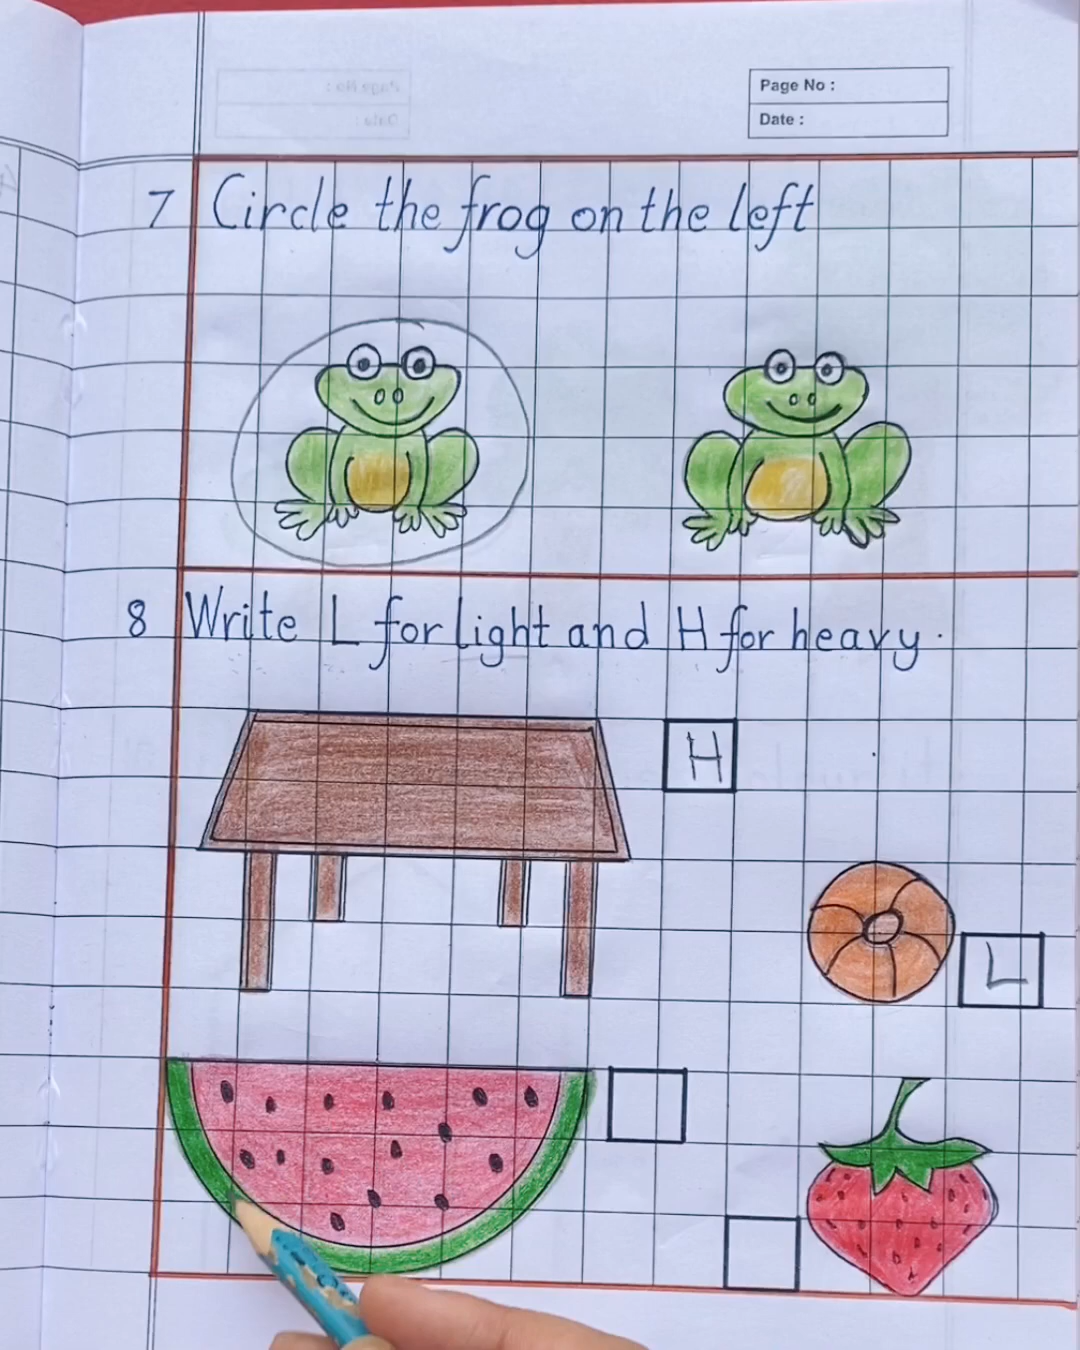 Page No :
Date :
7 Circle the frog on the left
8 Write L for light and H for heavy.
H
L